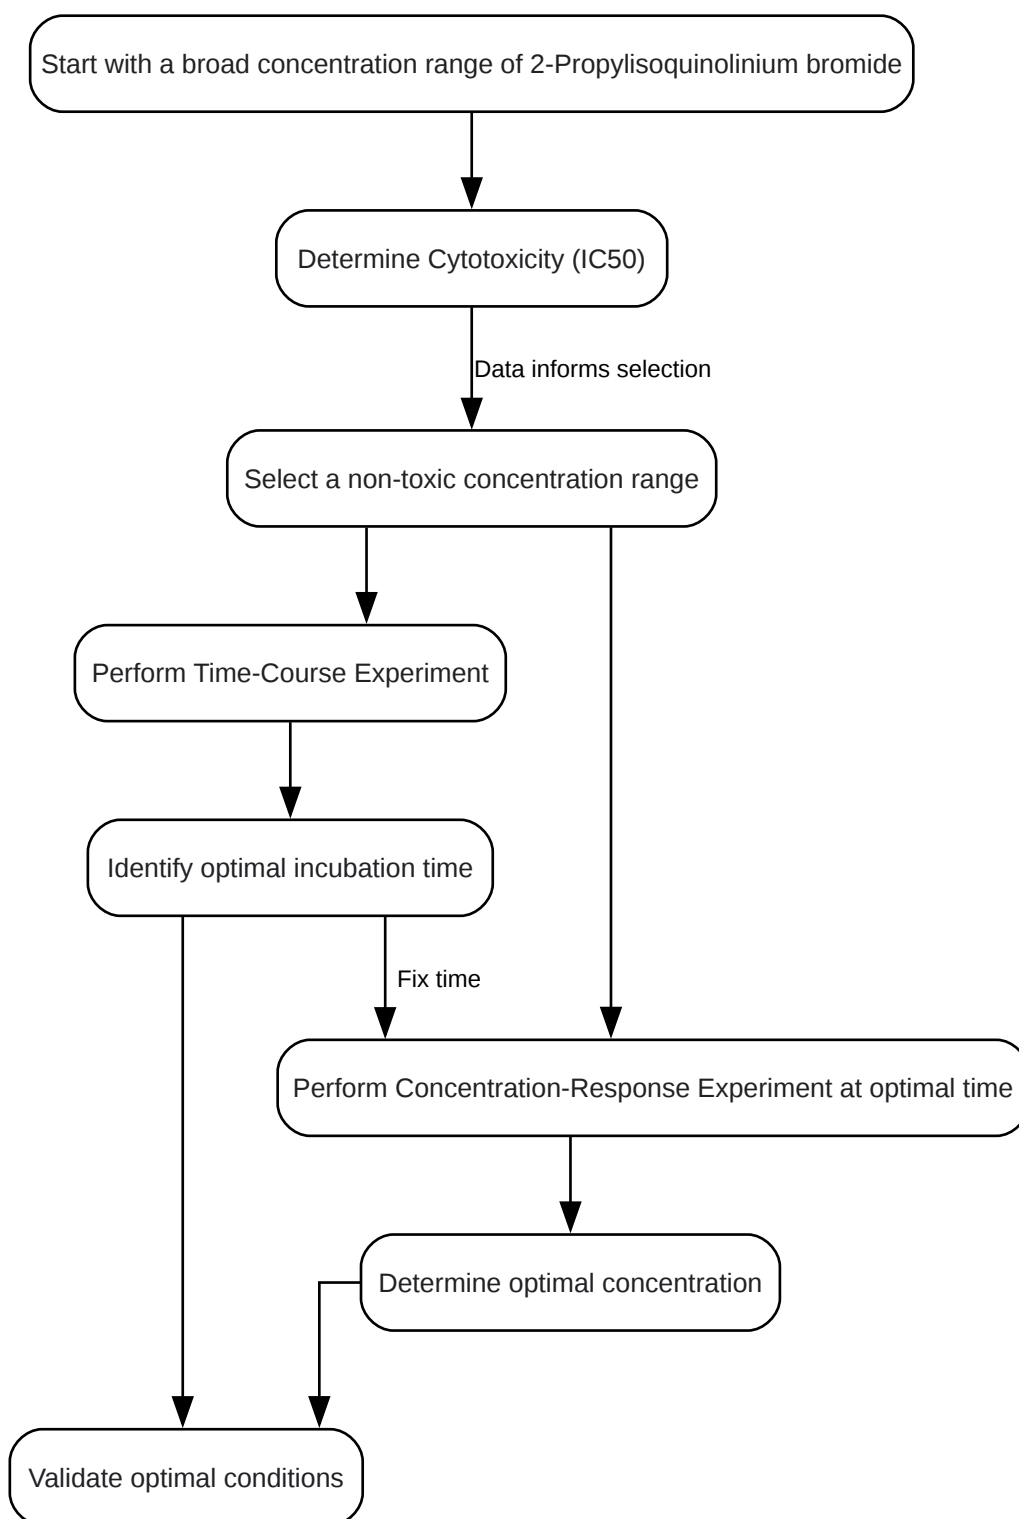 Start with a broad concentration range of 2-Propylisoquinolinium bromide
Determine Cytotoxicity (IC50)
Data informs selection
Select a non-toxic concentration range
Perform Time-Course Experiment
Identify optimal incubation time
Fix time
Perform Concentration-Response Experiment at optimal time
Determine optimal concentration
Validate optimal conditions